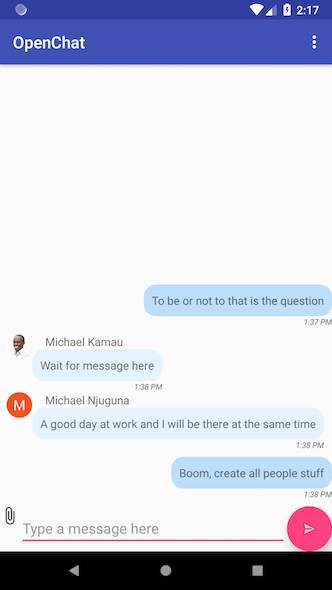 2:17
OpenChat
To be or not to that is the question
1:37 PM
Michael Kamau
Wait for message here
1:38 PM
Michael Njuguna
M
A good day at work and I will be there at the same time
1:38 PM
Boom, create all people stuff
1:38 PM
Type a message here